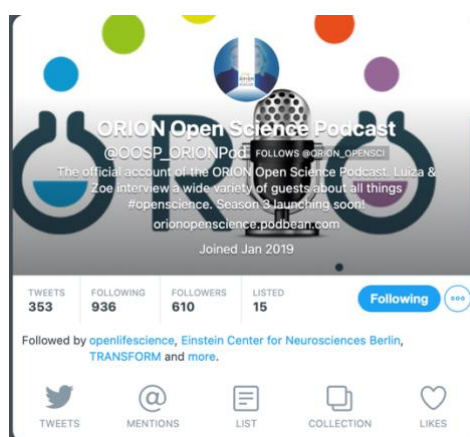 ORION Open Science Podcast
@OOSP_ORIONPod FOLLOWS @ORION_OPENSCI
The official account of the ORION Open Science Podcast. Luiza &
Zoe interview a wide variety of guests about all things
#openscience. Season 3 launching soon!
orionopenscience.podbean.com
Joined Jan 2019
TWEETS FOLLOWING FOLLOWERS LISTED
353 936 610 15
Following
Followed by openlifescience, Einstein Center for Neurosciences Berlin,
TRANSFORM and more.
TWEETS MENTIONS LIST COLLECTION LIKES